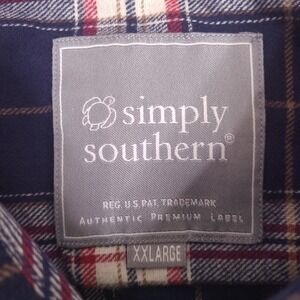 simply
southern®
REG. U.S. PAT. TRADEMARK
AUTHENTIC PREMIUM LABEL
XXLARGE